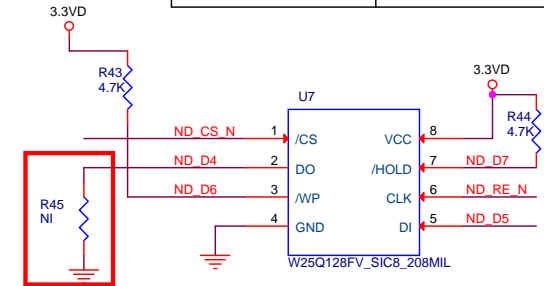 3.3VD
R43
4.7K
U7
3.3VD
R44
4.7K
ND_CS_N 1 /CS VCC 8
ND_D4 2 DO /HOLD 7 ND_D7
ND_D6 3 /WP CLK 6 ND_RE_N
4 GND DI 5 ND_D5
R45
NI
W25Q128FV_SIC8_208MIL